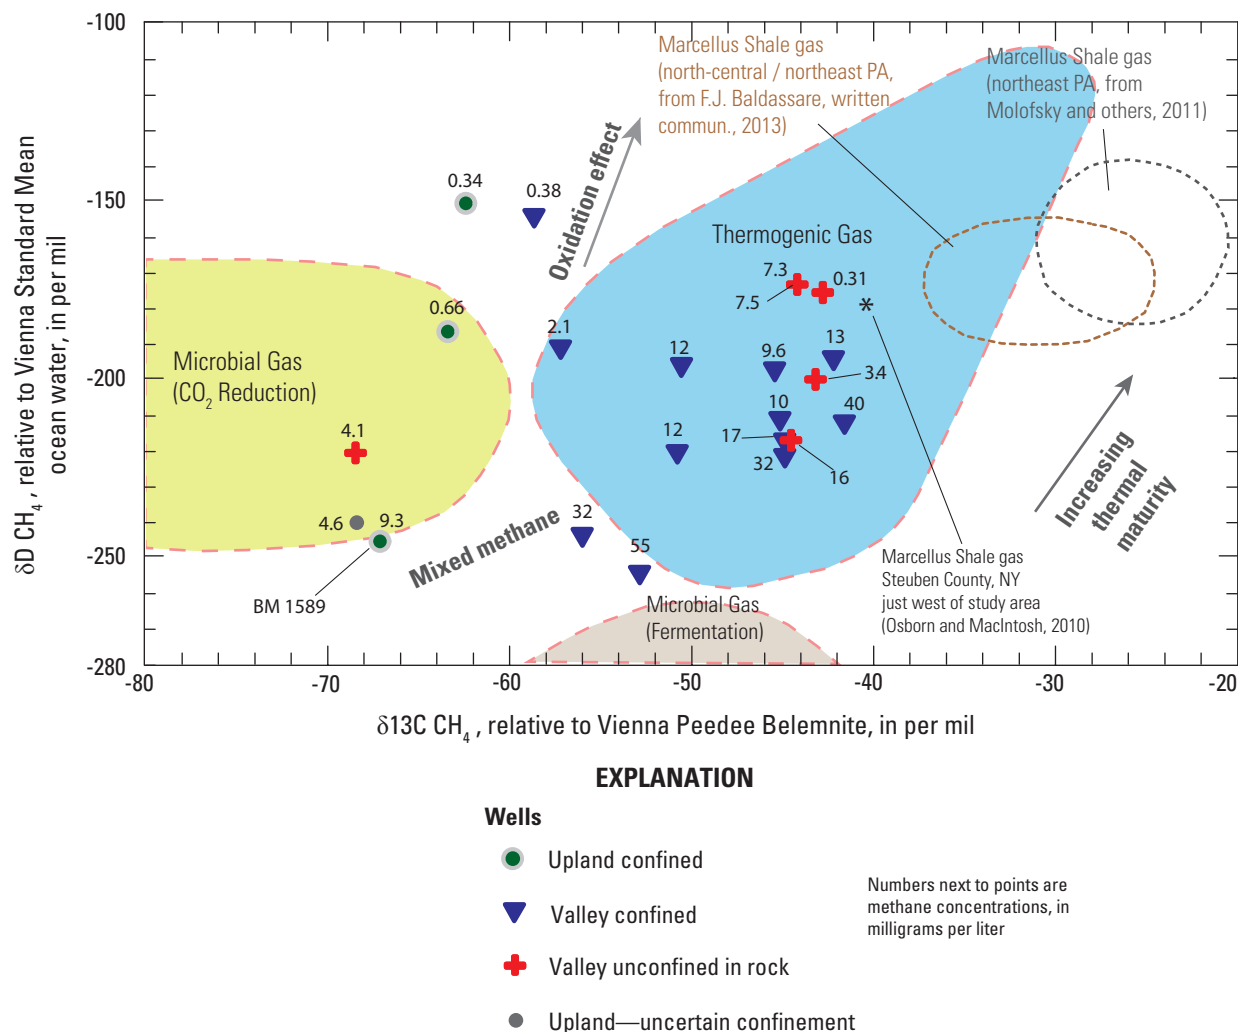 -100
-150
-200
-250
-280
δD CH4, relative to Vienna Standard Mean
ocean water, in per mil
-80
-70
-60
-50
-40
-30
-20
δ13C CH4 , relative to Vienna Peedee Belemnite, in per mil
Marcellus Shale gas
(north-central / northeast PA,
from F.J. Baldassare, written
commun., 2013)
Marcellus Shale gas
(northeast PA, from
Molofsky and others, 2011)
Oxidation effect
Thermogenic Gas
Microbial Gas
(CO2 Reduction)
Mixed methane
Increasing
thermal
maturity
Microbial Gas
(Fermentation)
Marcellus Shale gas
Steuben County, NY
just west of study area
(Osborn and MacIntosh, 2010)
BM 1589
0.34
0.38
0.66
2.1
12
9.6
13
7.3
7.5
0.31
*
3.4
10
40
12
17
32
16
4.1
4.6
9.3
32
55
EXPLANATION
Wells
Upland confined
Valley confined
Valley unconfined in rock
Upland—uncertain confinement
Numbers next to points are
methane concentrations, in
milligrams per liter